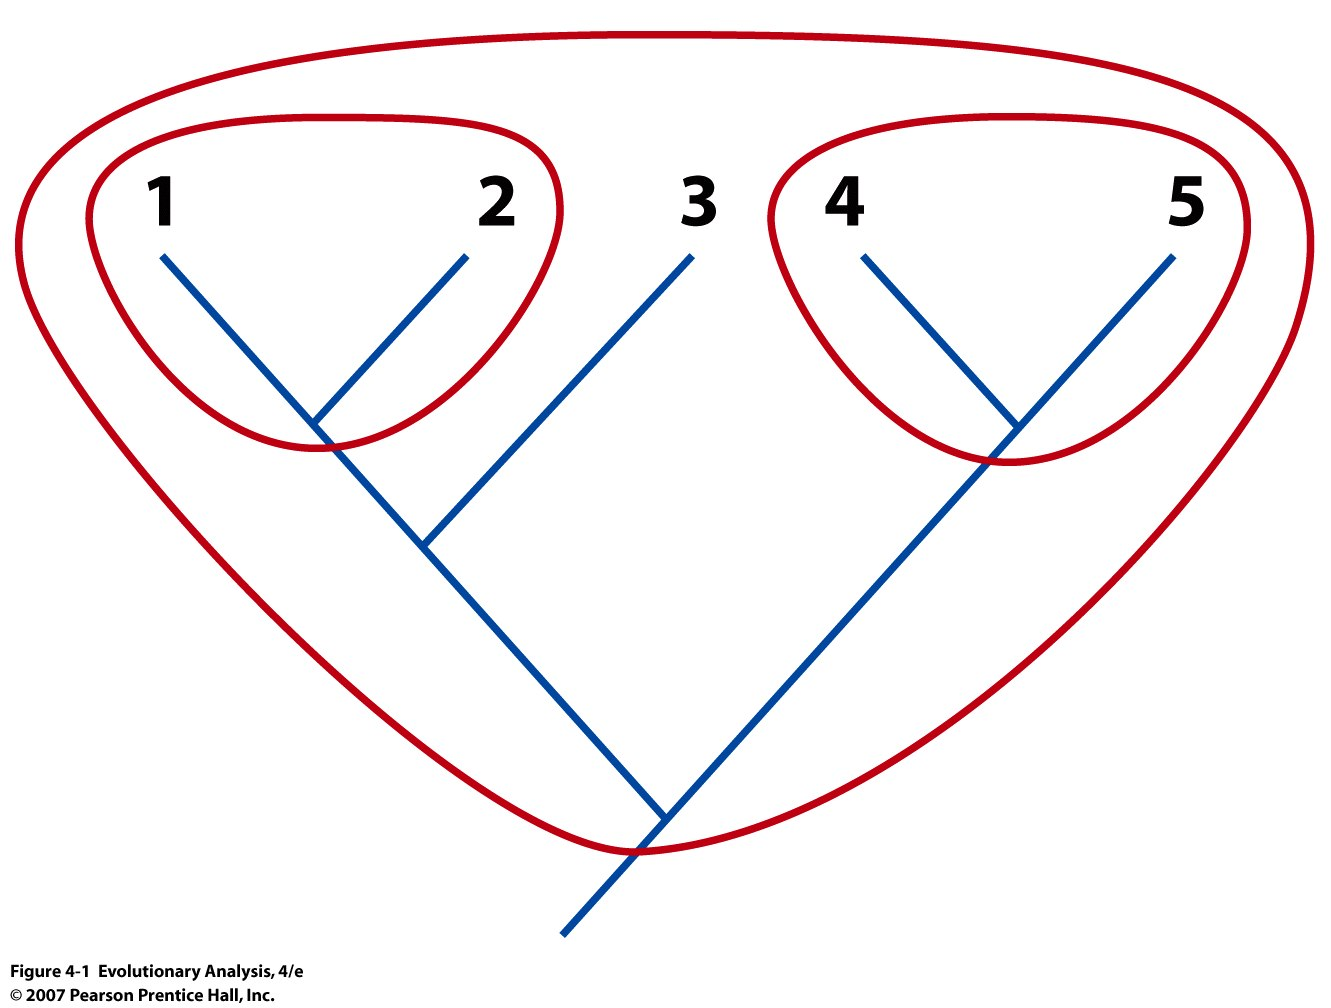 1 2 3 4 5
Figure 4-1 Evolutionary Analysis, 4/e
© 2007 Pearson Prentice Hall, Inc.